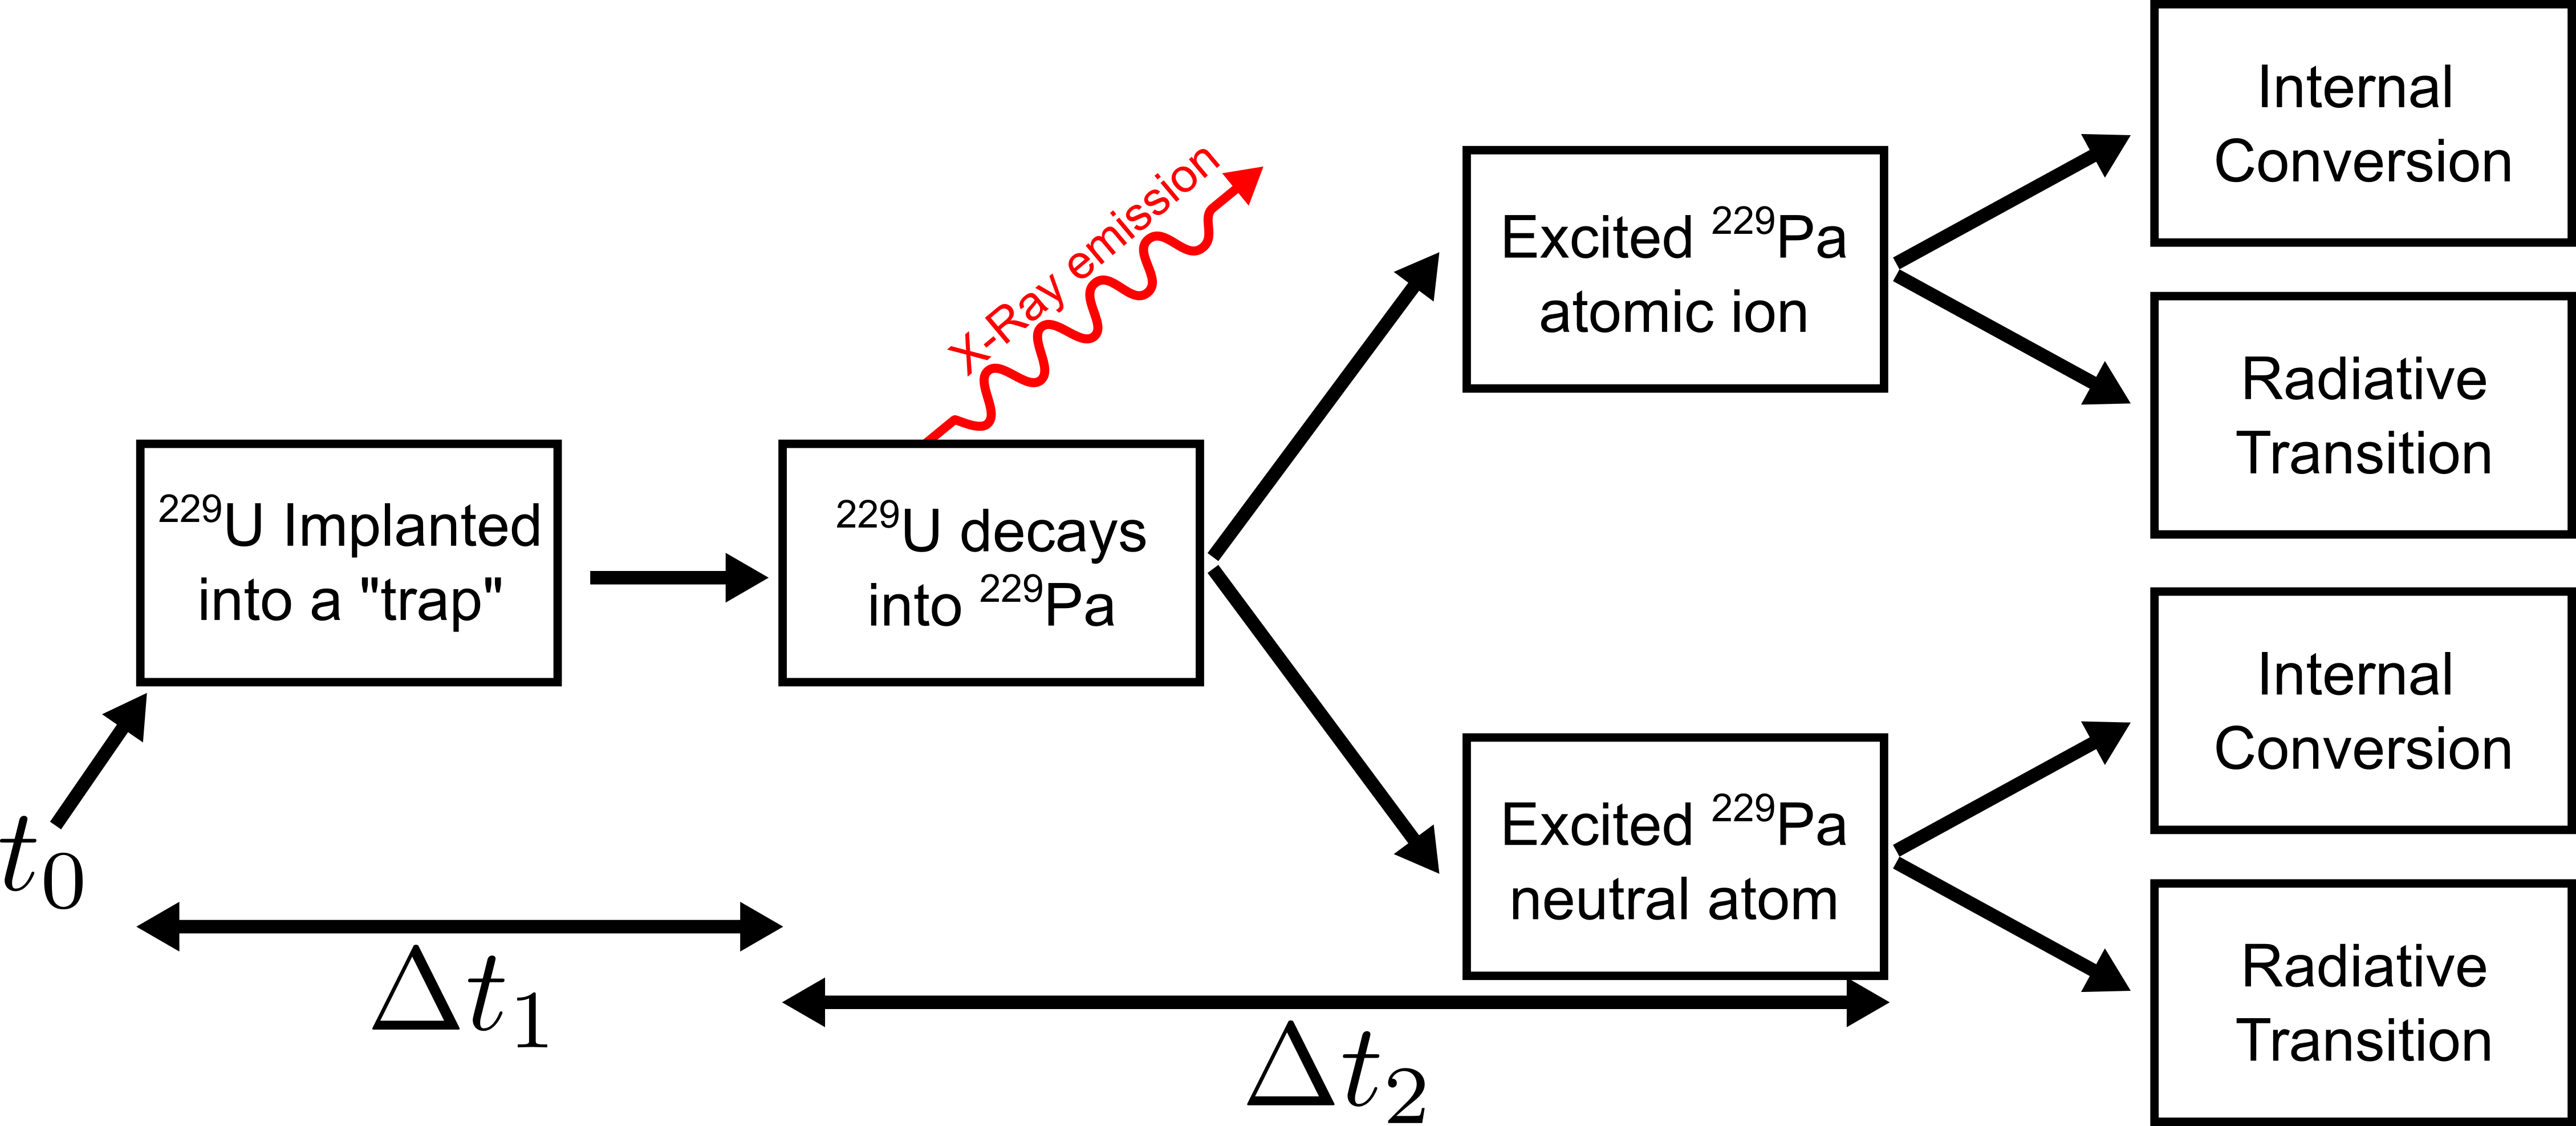 Internal
Conversion
X-Ray emission
Excited ²²⁹Pa
atomic ion
Radiative
Transition
²²⁹U Implanted
into a "trap"
²²⁹U decays
into ²²⁹Pa
Internal
Conversion
Excited ²²⁹Pa
neutral atom
t₀
Radiative
Transition
Δt₁
Δt₂